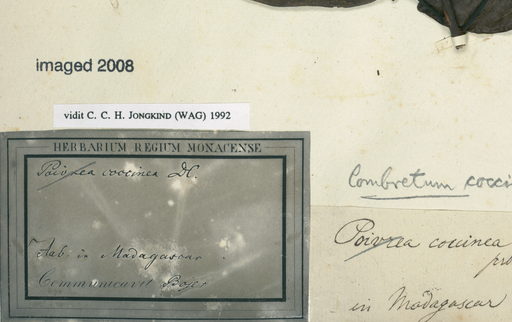 imaged 2008
vidit C. C. H. JONGKIND (WAG) 1992
HERBARIUM REGIUM MONACENSE
Poivrea coccinea DC.
Hab. in Madagascar.
Communicavit Bojer
Combretum cocci
Poivrea coccinea
pro
in Madagascar